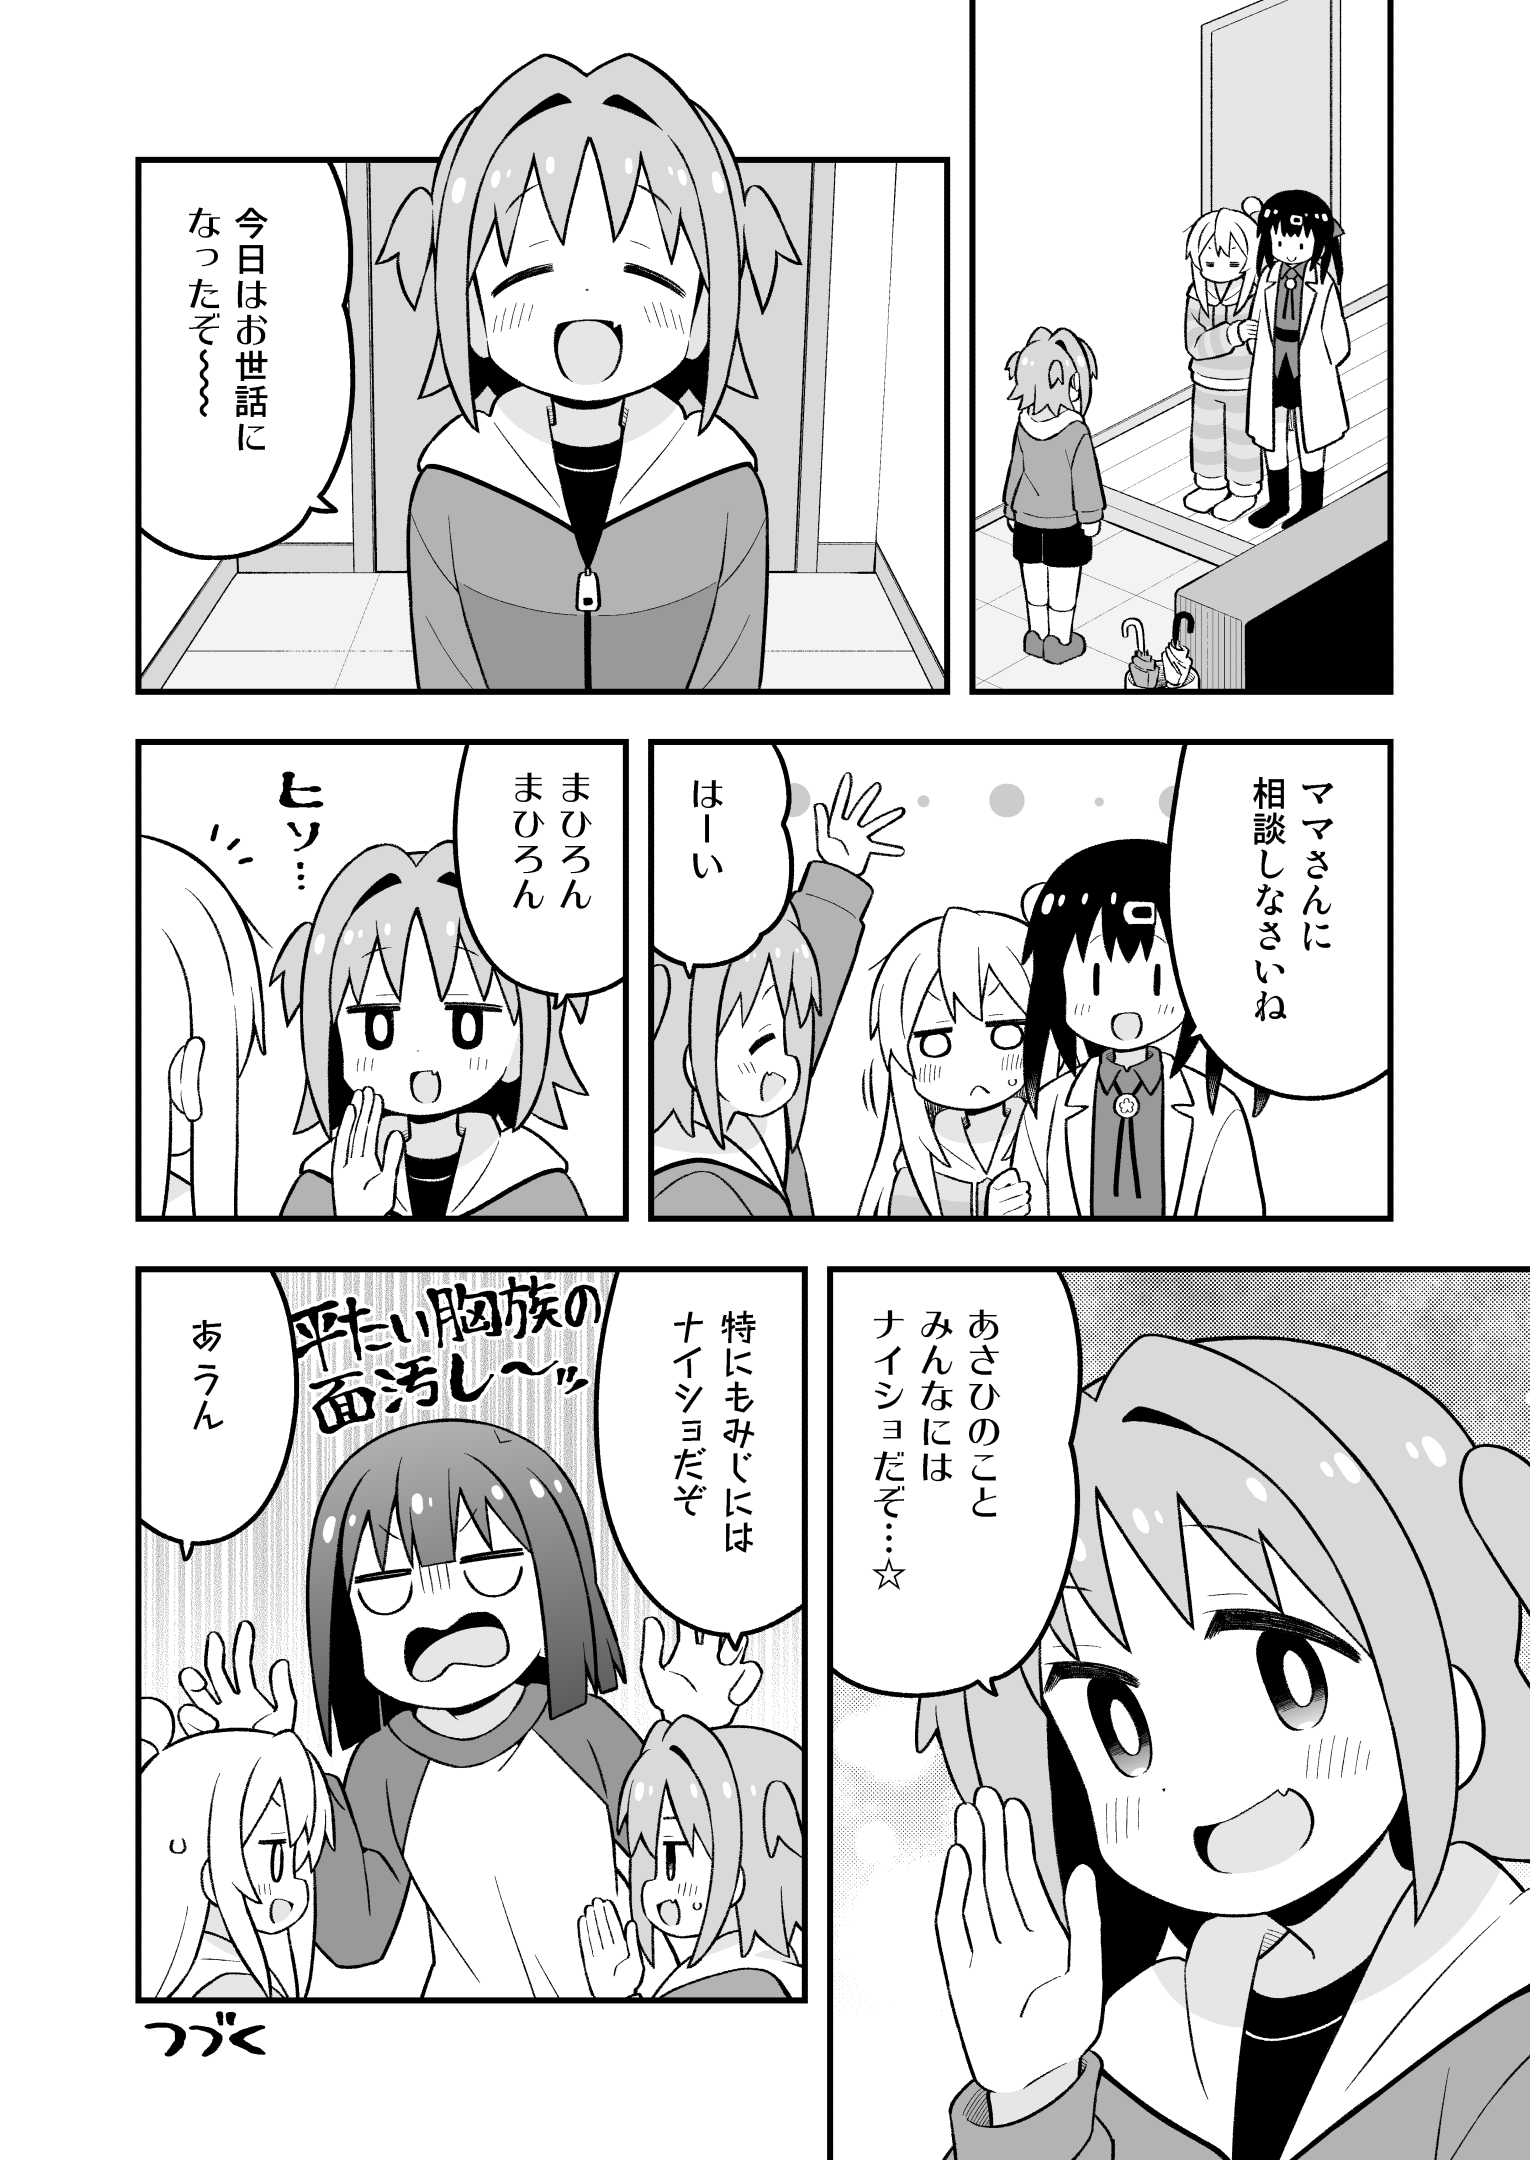 今日はお世話に
なったぞ〜〜〜
ママさんに
相談しなさいね
はーい
まひろん
まひろん
ヒソ…
あさひのこと
みんなには
ナイショだぞ…☆
特にもみじには
ナイショだぞ
平たい胸族の
面汚し〜ッ
あうん
つづく